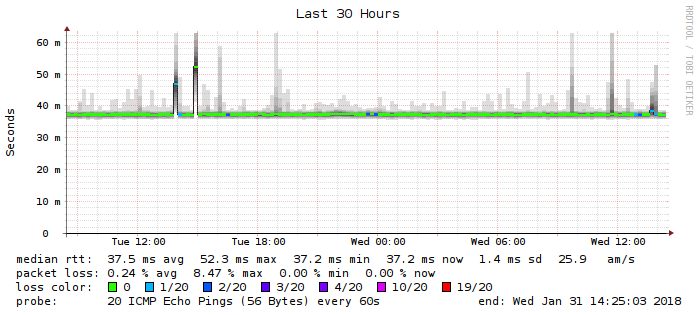 Last 30 Hours
RRDTOOL / TOBI OETIKER
Seconds
60 m
50 m
40 m
30 m
20 m
10 m
0
Tue 12:00 Tue 18:00 Wed 00:00 Wed 06:00 Wed 12:00
median rtt: 37.5 ms avg 52.3 ms max 37.2 ms min 37.2 ms now 1.4 ms sd 25.9 am/s
packet loss: 0.24 % avg 8.47 % max 0.00 % min 0.00 % now
loss color: 0 1/20 2/20 3/20 4/20 10/20 19/20
probe: 20 ICMP Echo Pings (56 Bytes) every 60s end: Wed Jan 31 14:25:03 2018